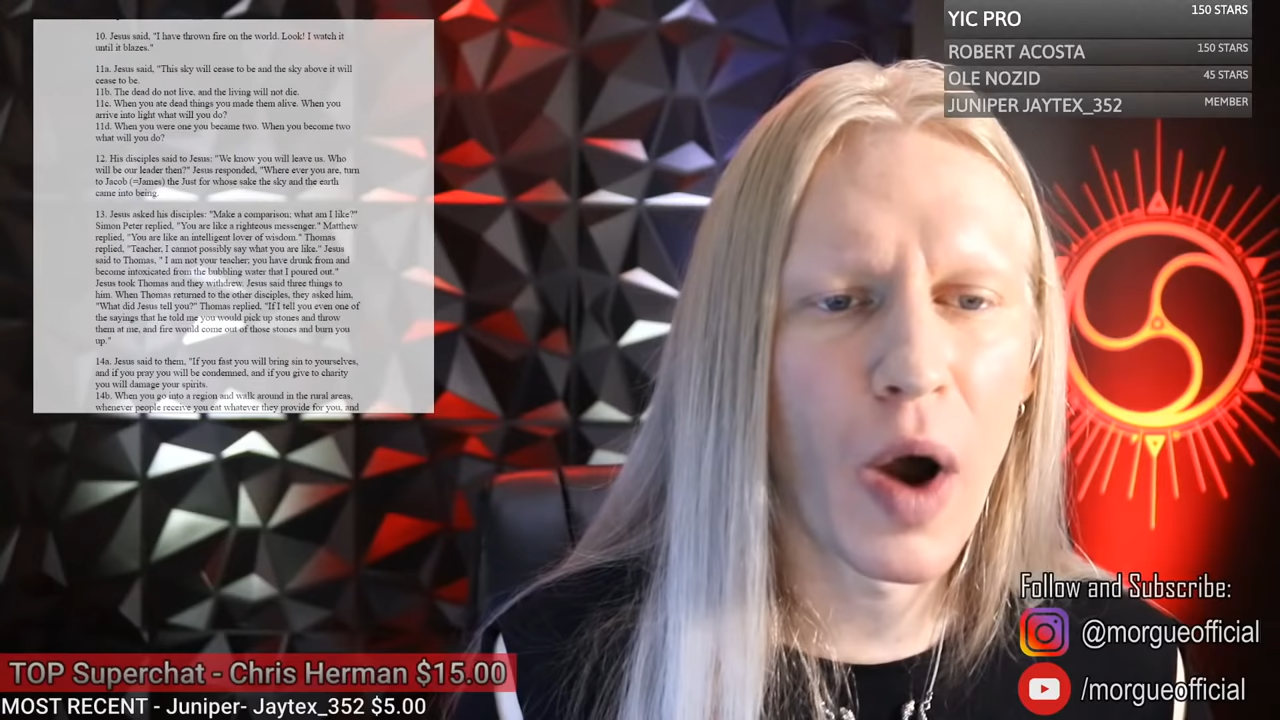 10. Jesus said, "I have thrown fire on the world. Look! I watch it
until it blazes."
11a. Jesus said, "This sky will cease to be and the sky above it will
cease to be.
11b. The dead do not live, and the living will not die.
11c. When you ate dead things you made them alive. When you
arrive into light what will you do?
11d. When you were one you became two. When you become two
what will you do?
12. His disciples said to Jesus: "We know you will leave us. Who
will be our leader then?" Jesus responded, "Where ever you are, turn
to Jacob (=James) the Just for whose sake the sky and the earth
came into being.
13. Jesus asked his disciples: "Make a comparison; what am I like?"
Simon Peter replied, "You are like a righteous messenger." Matthew
replied, "You are like an intelligent lover of wisdom." Thomas
replied, "Teacher, I cannot possibly say what you are like." Jesus
said to Thomas, " I am not your teacher; you have drunk from and
become intoxicated from the bubbling water that I poured out."
Jesus took Thomas and they withdrew. Jesus said three things to
him. When Thomas returned to the other disciples, they asked him,
"What did Jesus tell you?" Thomas replied, "If I tell you even one of
the sayings that he told me you would pick up stones and throw
them at me, and fire would come out of those stones and burn you
up."
14a. Jesus said to them, "If you fast you will bring sin to yourselves,
and if you pray you will be condemned, and if you give to charity
you will damage your spirits.
14b. When you go into a region and walk around in the rural areas,
whenever people receive you eat whatever they provide for you, and
YIC PRO 150 STARS
ROBERT ACOSTA 150 STARS
OLE NOZID 45 STARS
JUNIPER JAYTEX_352 MEMBER
Follow and Subscribe:
@morgueofficial
/morgueofficial
TOP Superchat - Chris Herman $15.00
MOST RECENT - Juniper- Jaytex_352 $5.00